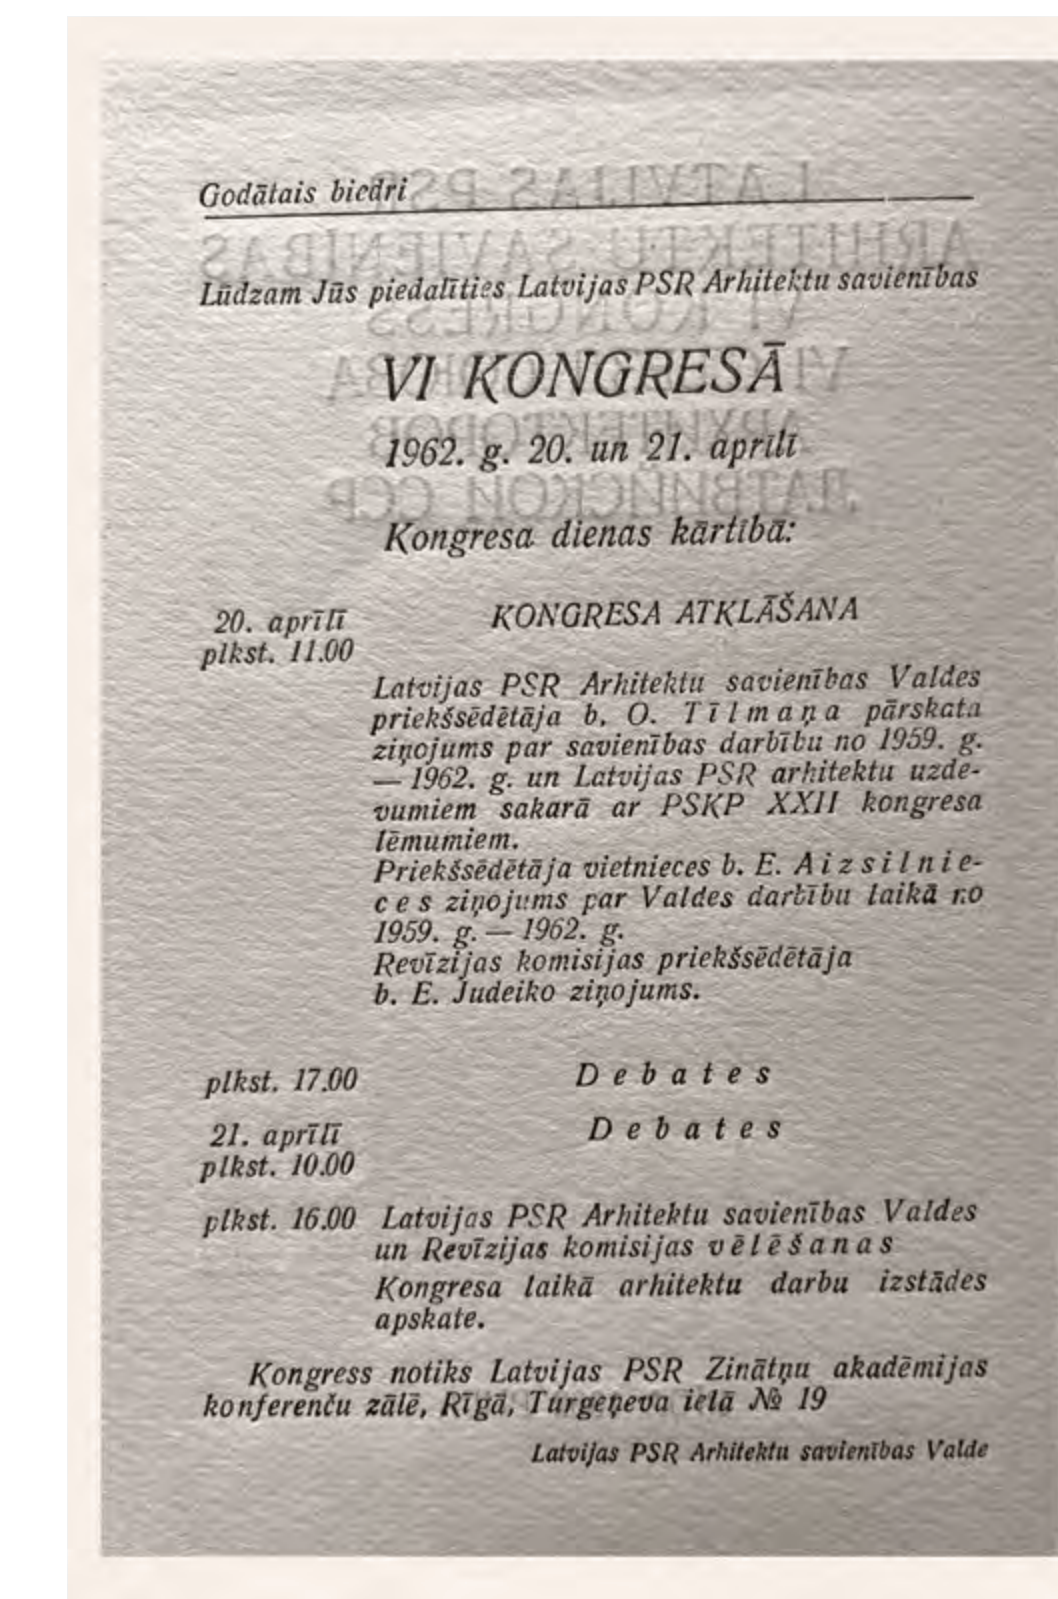 Godātais biedri
Lūdzam Jūs piedalīties Latvijas PSR Arhitektu savienības
VI KONGRESĀ
1962. g. 20. un 21. aprīlī
Kongresa dienas kārtībā:
20. aprīlī
plkst. 11.00
KONGRESA ATKLĀŠANA
Latvijas PSR Arhitektu savienības Valdes
priekšsēdētāja b. O. Tīlmaņa pārskata
ziņojums par savienības darbību no 1959. g.
— 1962. g. un Latvijas PSR arhitektu uzde-
vumiem sakarā ar PSKP XXII kongresa
lēmumiem.
Priekšsēdētāja vietnieces b. E. Aizsilnie-
ces ziņojums par Valdes darbību laikā no
1959. g. — 1962. g.
Revīzijas komisijas priekšsēdētāja
b. E. Judeiko ziņojums.
plkst. 17.00 Debates
21. aprīlī
plkst. 10.00
Debates
plkst. 16.00 Latvijas PSR Arhitektu savienības Valdes
un Revīzijas komisijas vēlēšanas
Kongresa laikā arhitektu darbu izstādes
apskate.
Kongress notiks Latvijas PSR Zinātņu akadēmijas
konferenču zālē, Rīgā, Turgeņeva ielā № 19
Latvijas PSR Arhitektu savienības Valde